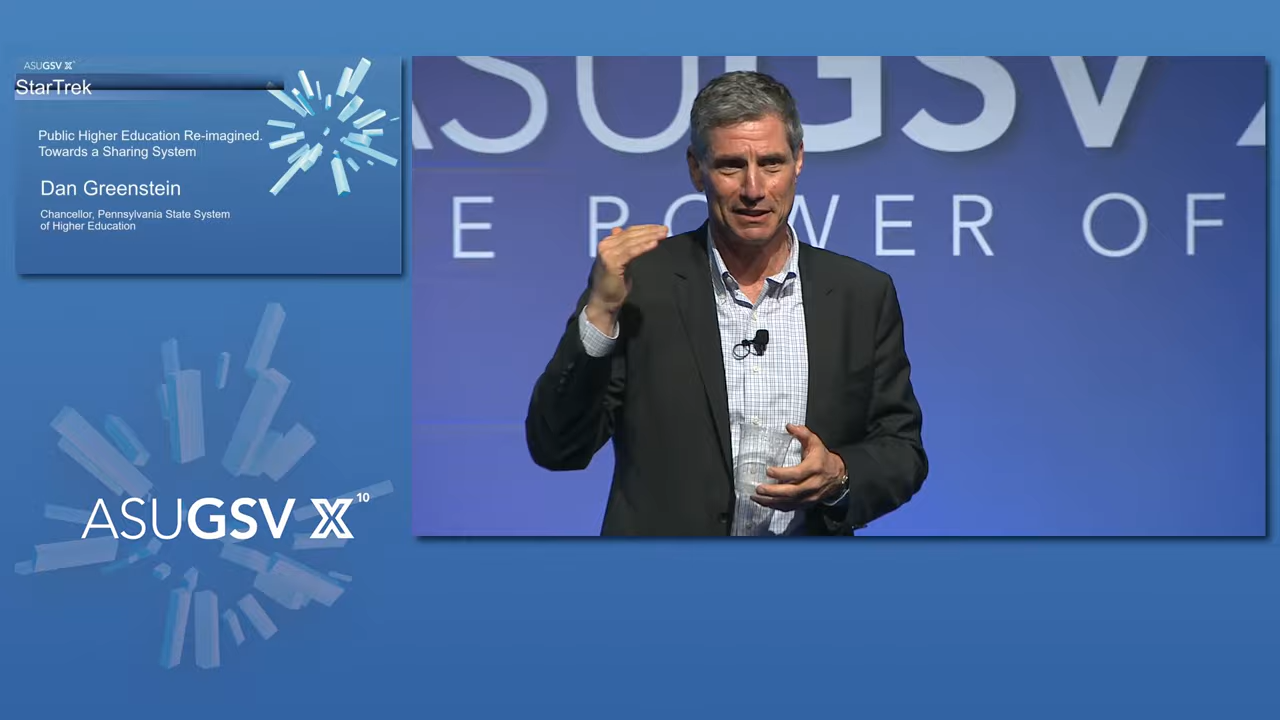 ASUGSV X
StarTrek
Public Higher Education Re-imagined.
Towards a Sharing System
Dan Greenstein
Chancellor, Pennsylvania State System
of Higher Education
ASUGSV X
E POWER OF
ASUGSV X10